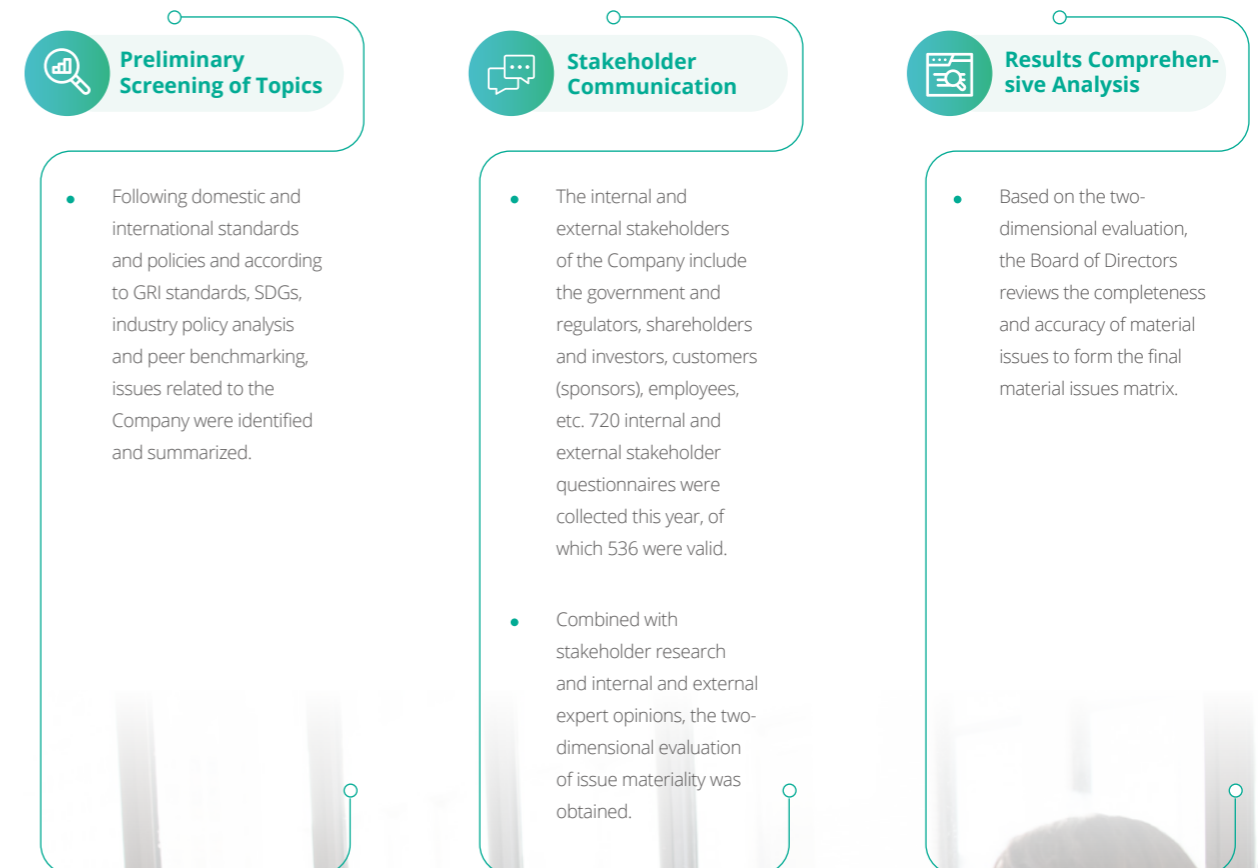 Preliminary
Screening of Topics
Following domestic and
international standards
and policies and according
to GRI standards, SDGs,
industry policy analysis
and peer benchmarking,
issues related to the
Company were identified
and summarized.
Stakeholder
Communication
The internal and
external stakeholders
of the Company include
the government and
regulators, shareholders
and investors, customers
(sponsors), employees,
etc. 720 internal and
external stakeholder
questionnaires were
collected this year, of
which 536 were valid.
Combined with
stakeholder research
and internal and external
expert opinions, the two-
dimensional evaluation
of issue materiality was
obtained.
Results Comprehen-
sive Analysis
Based on the two-
dimensional evaluation,
the Board of Directors
reviews the completeness
and accuracy of material
issues to form the final
material issues matrix.